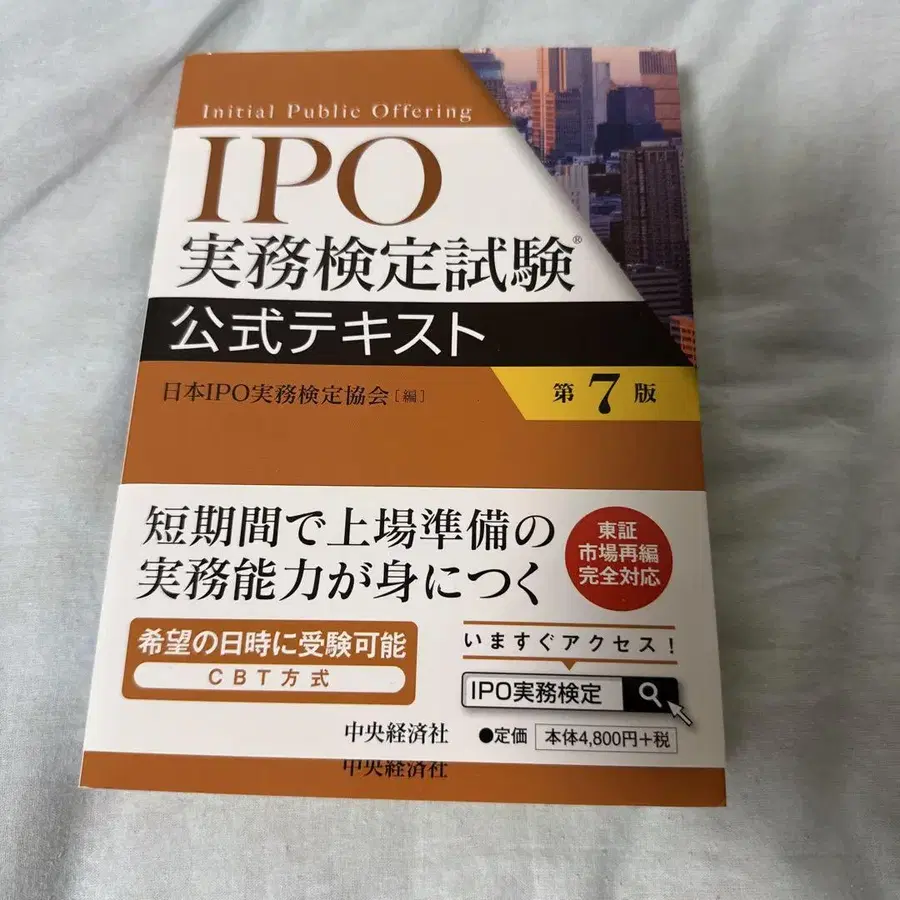 Initial Public Offering
IPO
実務検定試験®
公式テキスト
日本IPO実務検定協会［編］
第7版
短期間で上場準備の
実務能力が身につく
東証
市場再編
完全対応
希望の日時に受験可能
CBT方式
いますぐアクセス！
IPO実務検定
中央経済社
●定価 本体4,800円+税
中央経済社